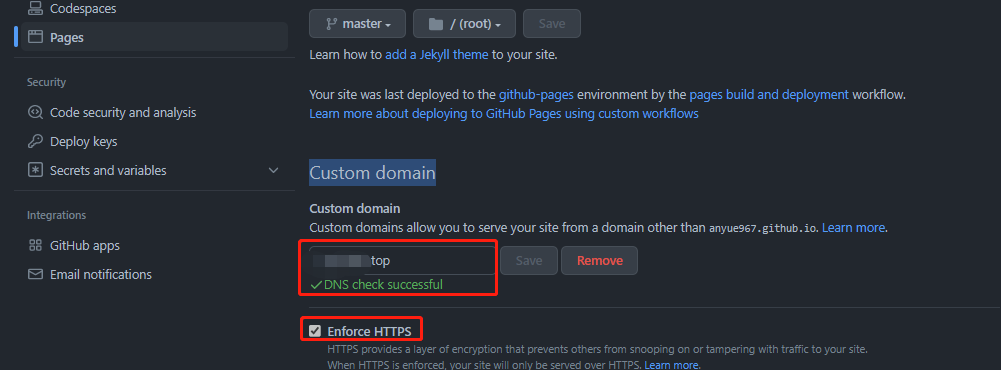 Codespaces
Pages
Security
Code security and analysis
Deploy keys
Secrets and variables
Integrations
GitHub apps
Email notifications
master
/ (root)
Save
Learn how to add a Jekyll theme to your site.
Your site was last deployed to the github-pages environment by the pages build and deployment workflow.
Learn more about deploying to GitHub Pages using custom workflows
Custom domain
Custom domain
Custom domains allow you to serve your site from a domain other than anyue967.github.io. Learn more.
top
Save
Remove
DNS check successful
Enforce HTTPS
HTTPS provides a layer of encryption that prevents others from snooping on or tampering with traffic to your site.
When HTTPS is enforced, your site will only be served over HTTPS. Learn more.